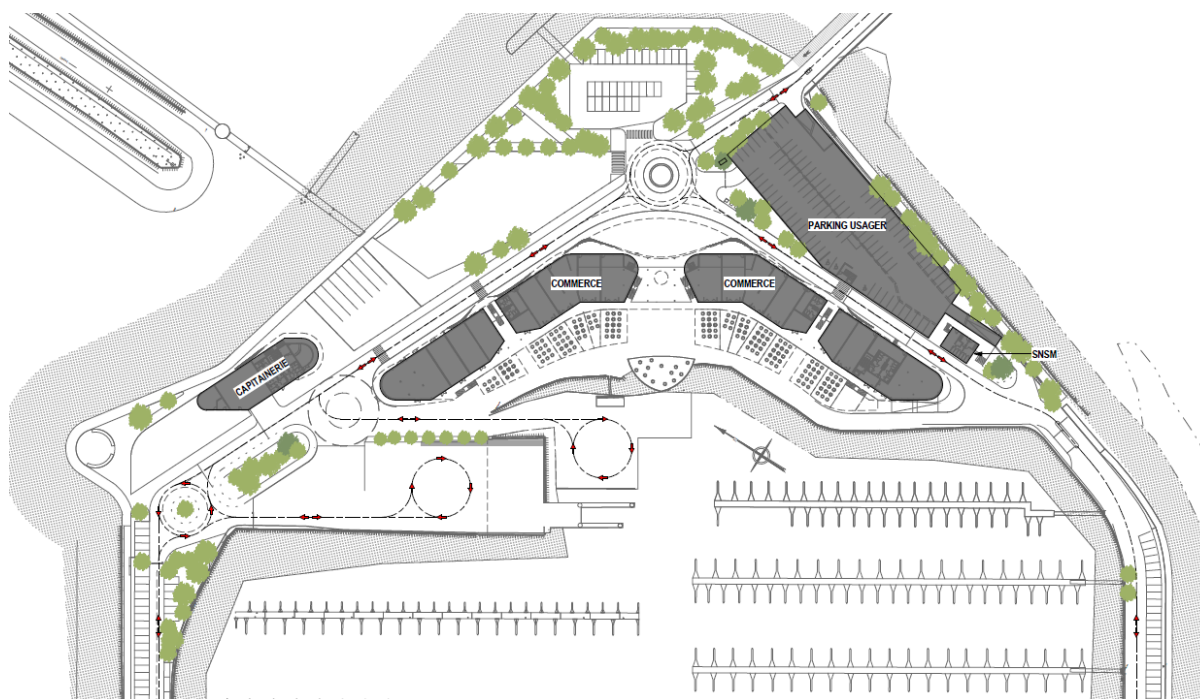 PARKING USAGER
COMMERCE
COMMERCE
SNSM
CAPITAINERIE